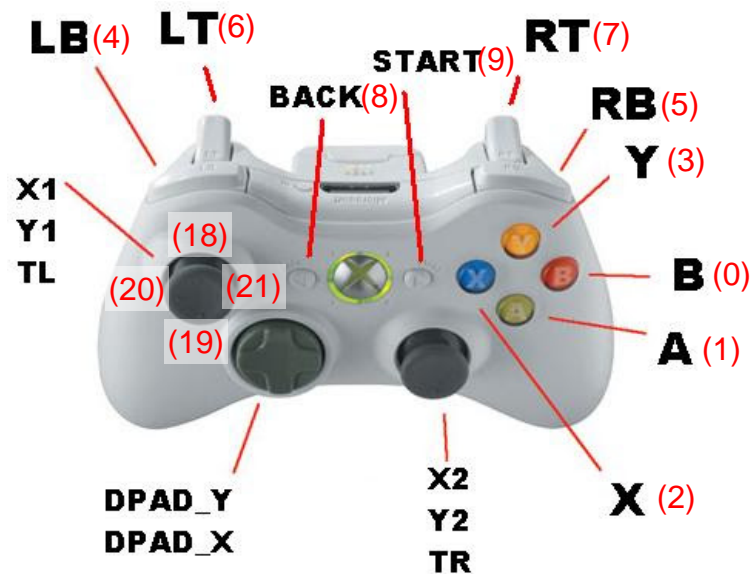 LB(4)
LT(6)
RT(7)
START(9)
BACK(8)
RB (5)
Y (3)
X1
Y1
TL
(18)
(20)
(21)
(19)
Y
X
B
A
B (0)
A (1)
X (2)
DPAD_Y
DPAD_X
X2
Y2
TR